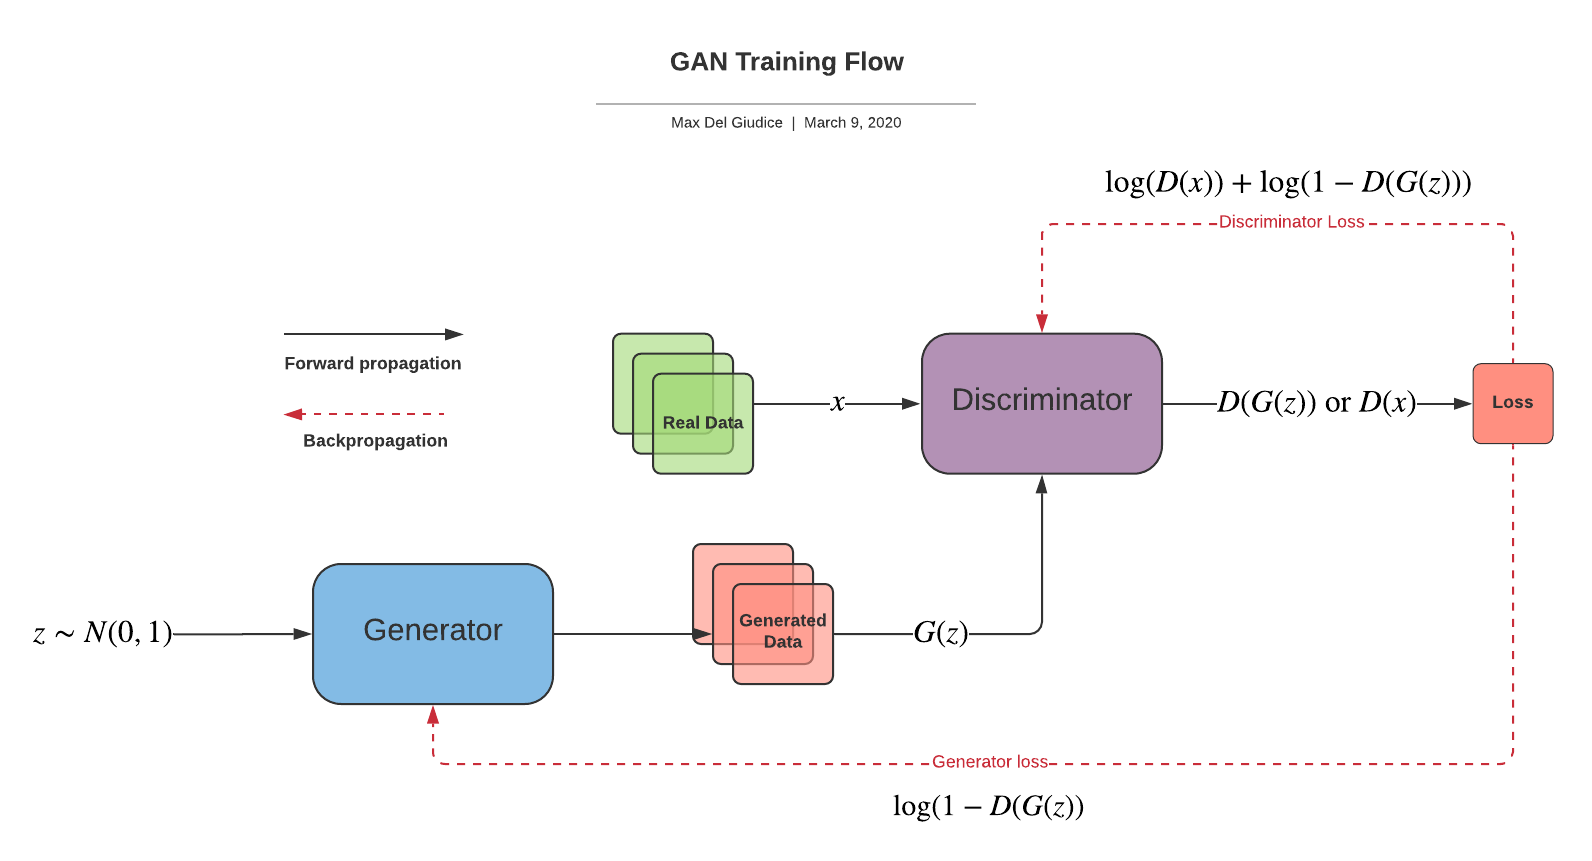 GAN Training Flow
Max Del Giudice | March 9, 2020
log(D(x)) + log(1 − D(G(z)))
Discriminator Loss
Forward propagation
Backpropagation
Real Data
x
Discriminator
D(G(z)) or D(x)
Loss
z ∼ N(0, 1)
Generator
Generated
Data
G(z)
Generator loss
log(1 − D(G(z))